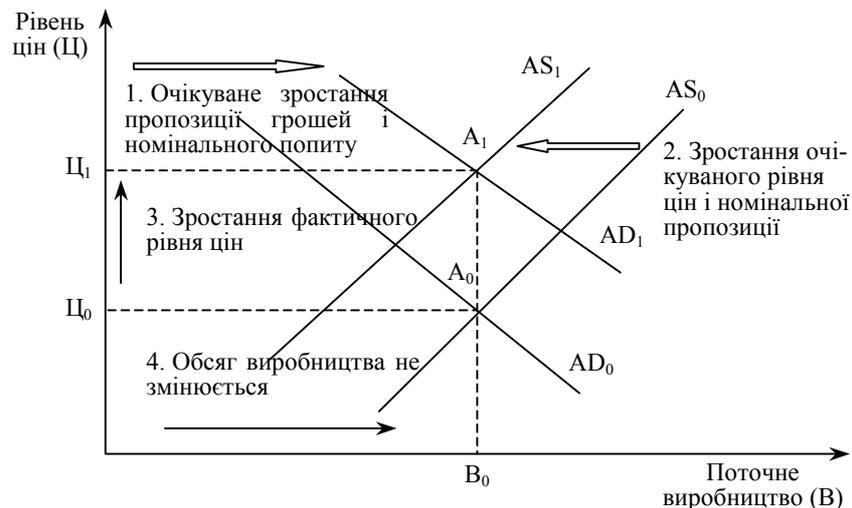 Рівень
цін (Ц)
AS₁
AS₀
1. Очікуване зростання
пропозиції грошей і
номінального попиту
A₁
2. Зростання очі-
куваного рівня
цін і номінальної
пропозиції
Ц₁
3. Зростання фактичного
рівня цін
AD₁
A₀
Ц₀
4. Обсяг виробництва не
змінюється
AD₀
В₀
Поточне
виробництво (В)